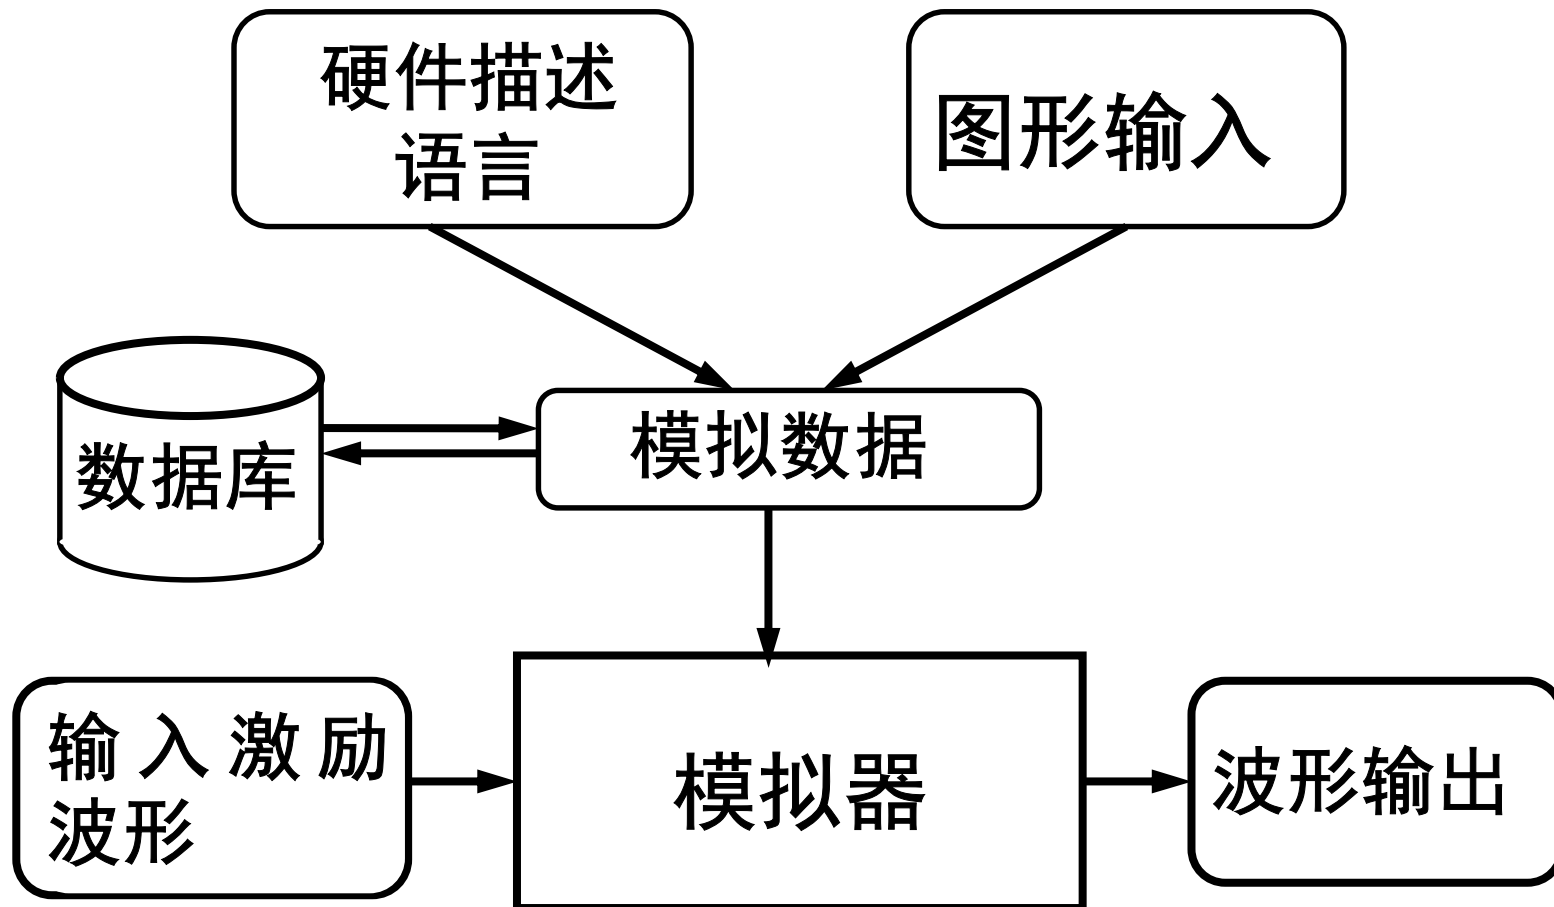 硬件描述
语言
图形输入
模拟数据
数据库
输入激励
波形
模拟器
波形输出